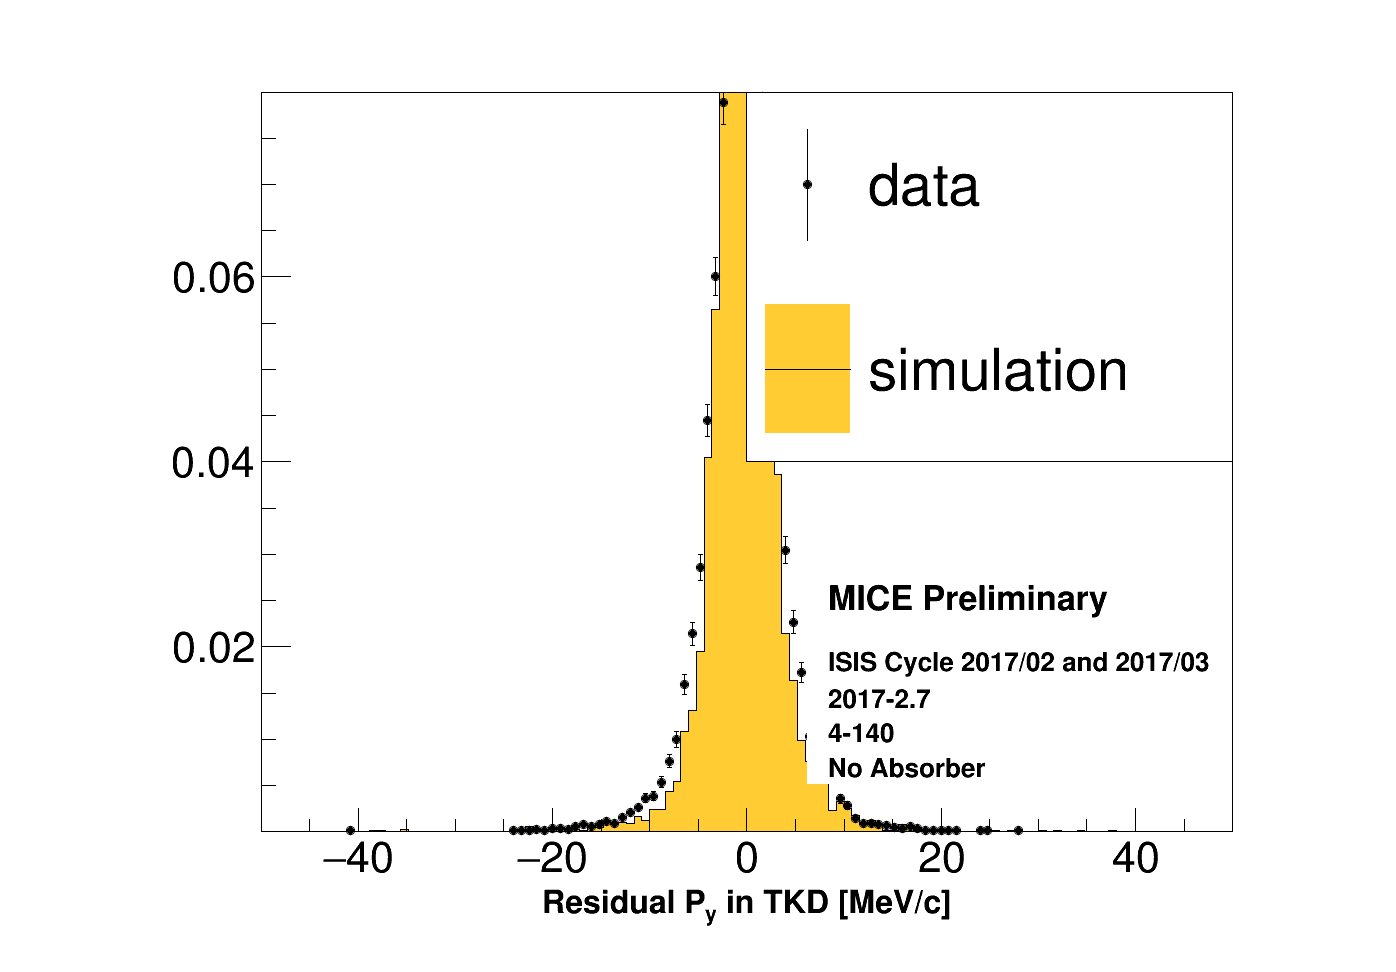 data
simulation
0.06
0.04
0.02
MICE Preliminary
ISIS Cycle 2017/02 and 2017/03
2017-2.7
4-140
No Absorber
−40 −20 0 20 40
Residual Py in TKD [MeV/c]